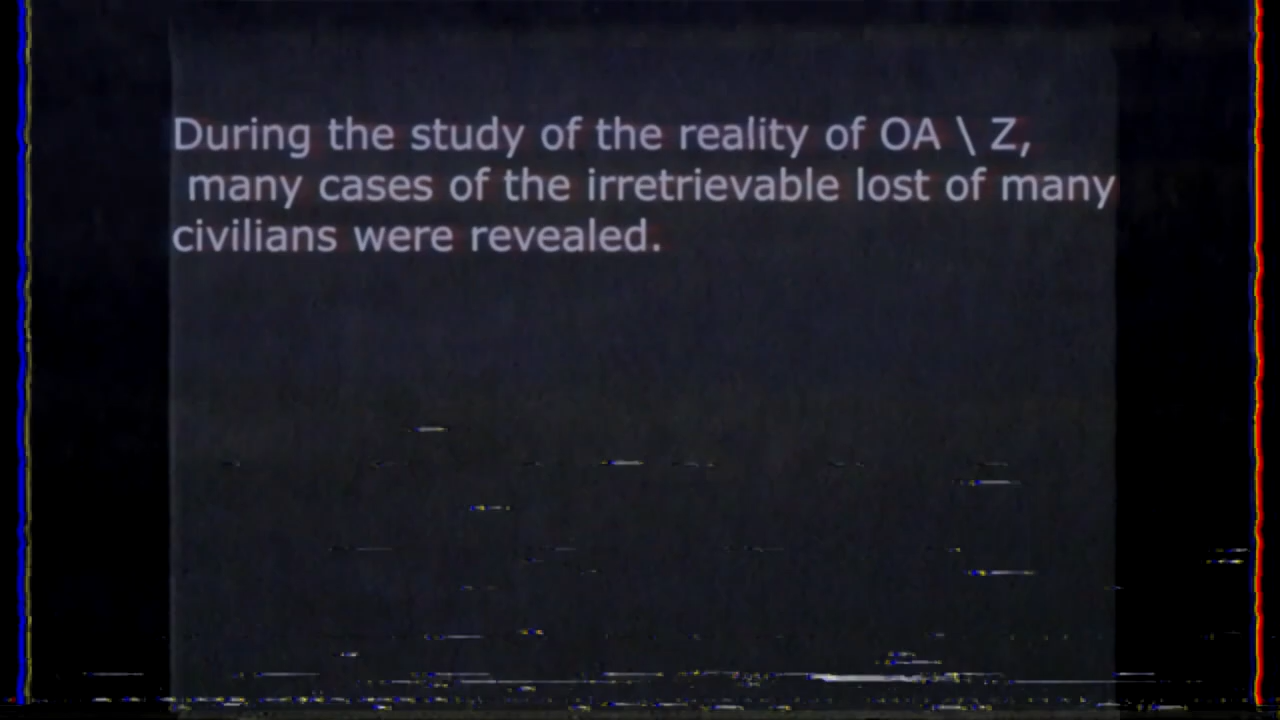 During the study of the reality of OA \ Z,
many cases of the irretrievable lost of many
civilians were revealed.